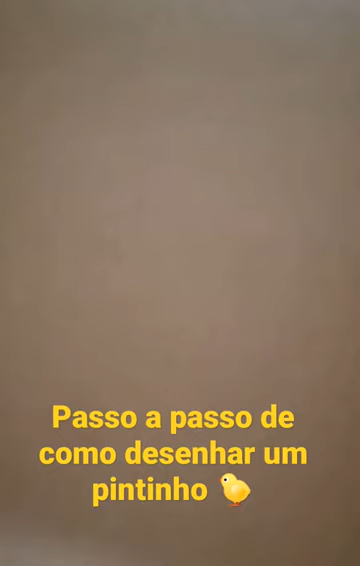 Passo a passo de
como desenhar um
pintinho 🐤